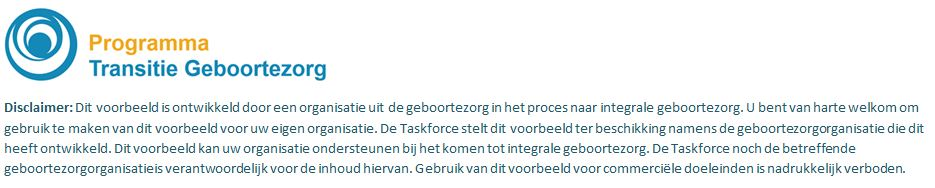 Programma
Transitie Geboortezorg
Disclaimer: Dit voorbeeld is ontwikkeld door een organisatie uit de geboortezorg in het proces naar integrale geboortezorg. U bent van harte welkom om
gebruik te maken van dit voorbeeld voor uw eigen organisatie. De Taskforce stelt dit voorbeeld ter beschikking namens de geboortezorgorganisatie die dit
heeft ontwikkeld. Dit voorbeeld kan uw organisatie ondersteunen bij het komen tot integrale geboortezorg. De Taskforce noch de betreffende
geboortezorgorganisatieis verantwoordelijk voor de inhoud hiervan. Gebruik van dit voorbeeld voor commerciële doeleinden is nadrukkelijk verboden.